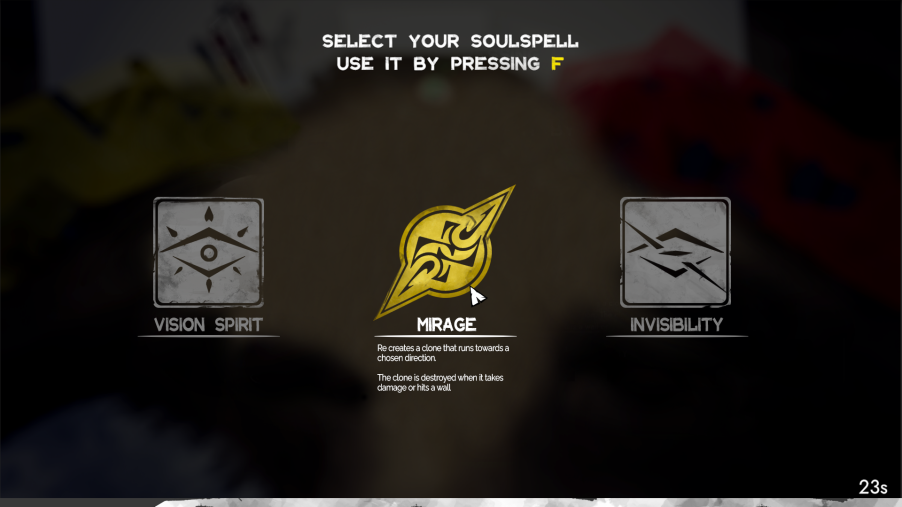 SELECT YOUR SOULSPELL
USE IT BY PRESSING F
VISION SPIRIT
MIRAGE
Re creates a clone that runs towards a
chosen direction.
The clone is destroyed when it takes
damage or hits a wall
INVISIBILITY
23s